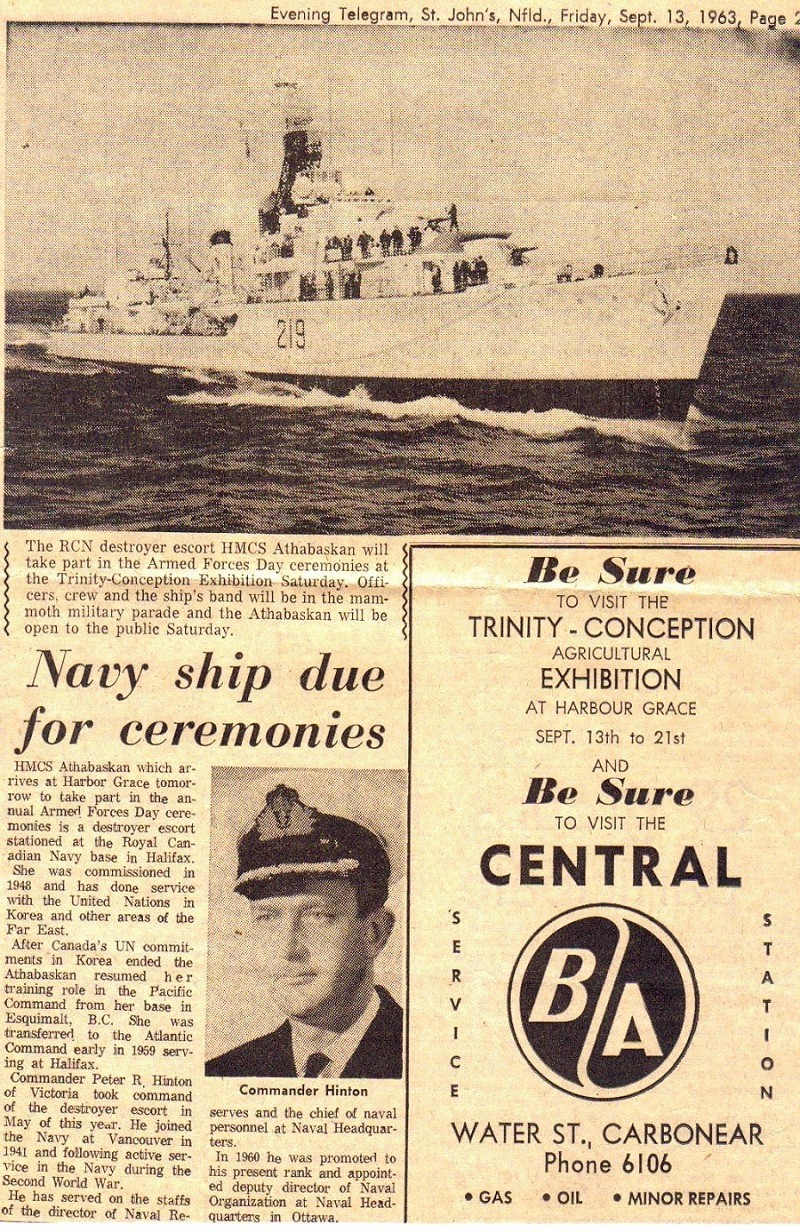 Evening Telegram, St. John's, Nfld., Friday, Sept. 13, 1963, Page 2
219
The RCN destroyer escort HMCS Athabaskan will
take part in the Armed Forces Day ceremonies at
the Trinity-Conception Exhibition Saturday. Offi-
cers, crew and the ship's band will be in the mam-
moth military parade and the Athabaskan will be
open to the public Saturday.
Navy ship due
for ceremonies
HMCS Athabaskan which ar-
rives at Harbor Grace tomor-
row to take part in the an-
nual Armed Forces Day cere-
monies is a destroyer escort
stationed at the Royal Can-
adian Navy base in Halifax.
She was commissioned in
1948 and has done service
with the United Nations in
Korea and other areas of the
Far East.
After Canada's UN commit-
ments in Korea ended the
Athabaskan resumed her
training role in the Pacific
Command from her base in
Esquimalt, B.C. She was
transferred to the Atlantic
Command early in 1959 serv-
ing at Halifax.
Commander Peter R. Hinton
of Victoria took command
of the destroyer escort in
May of this year. He joined
the Navy at Vancouver in
1941 and following active ser-
vice in the Navy during the
Second World War.
He has served on the staffs
of the director of Naval Re-
Commander Hinton
serves and the chief of naval
personnel at Naval Headquar-
ters.
In 1960 he was promoted to
his present rank and appoint-
ed deputy director of Naval
Organization at Naval Head-
quarters in Ottawa.
Be Sure
TO VISIT THE
TRINITY - CONCEPTION
AGRICULTURAL
EXHIBITION
AT HARBOUR GRACE
SEPT. 13th to 21st
AND
Be Sure
TO VISIT THE
CENTRAL
SERVICE
B/A
STATION
WATER ST., CARBONEAR
Phone 6106
• GAS • OIL • MINOR REPAIRS